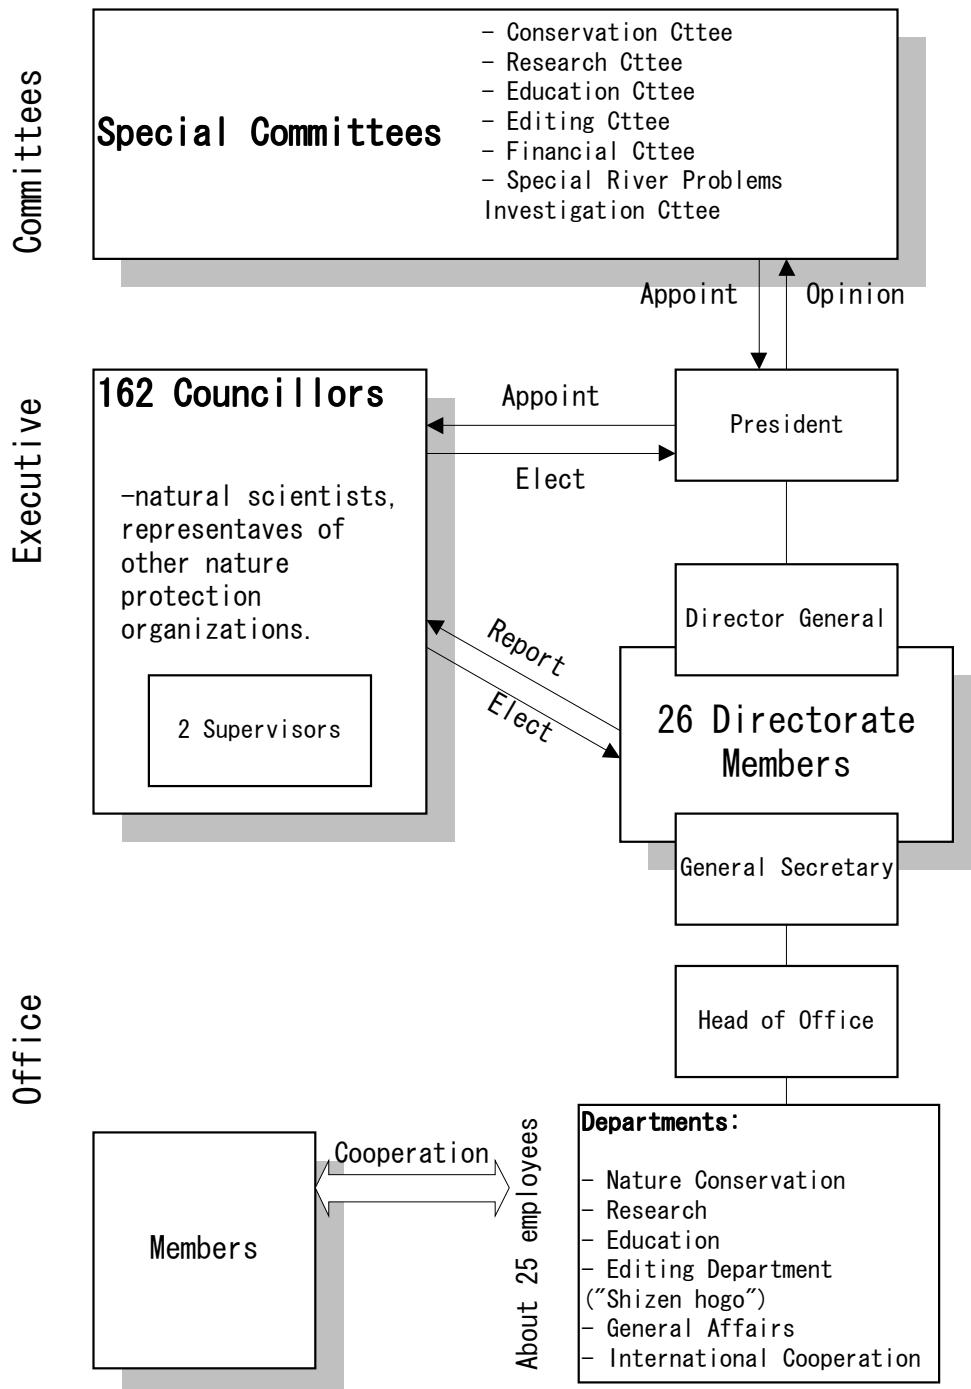 Committees
Special Committees
- Conservation Cttee
- Research Cttee
- Education Cttee
- Editing Cttee
- Financial Cttee
- Special River Problems
Investigation Cttee
Appoint
Opinion
Executive
162 Councillors
-natural scientists,
representaves of
other nature
protection
organizations.
2 Supervisors
Appoint
Elect
President
Director General
Report
Elect
26 Directorate
Members
General Secretary
Office
Head of Office
Members
Cooperation
About 25 employees
Departments:
- Nature Conservation
- Research
- Education
- Editing Department
("Shizen hogo")
- General Affairs
- International Cooperation